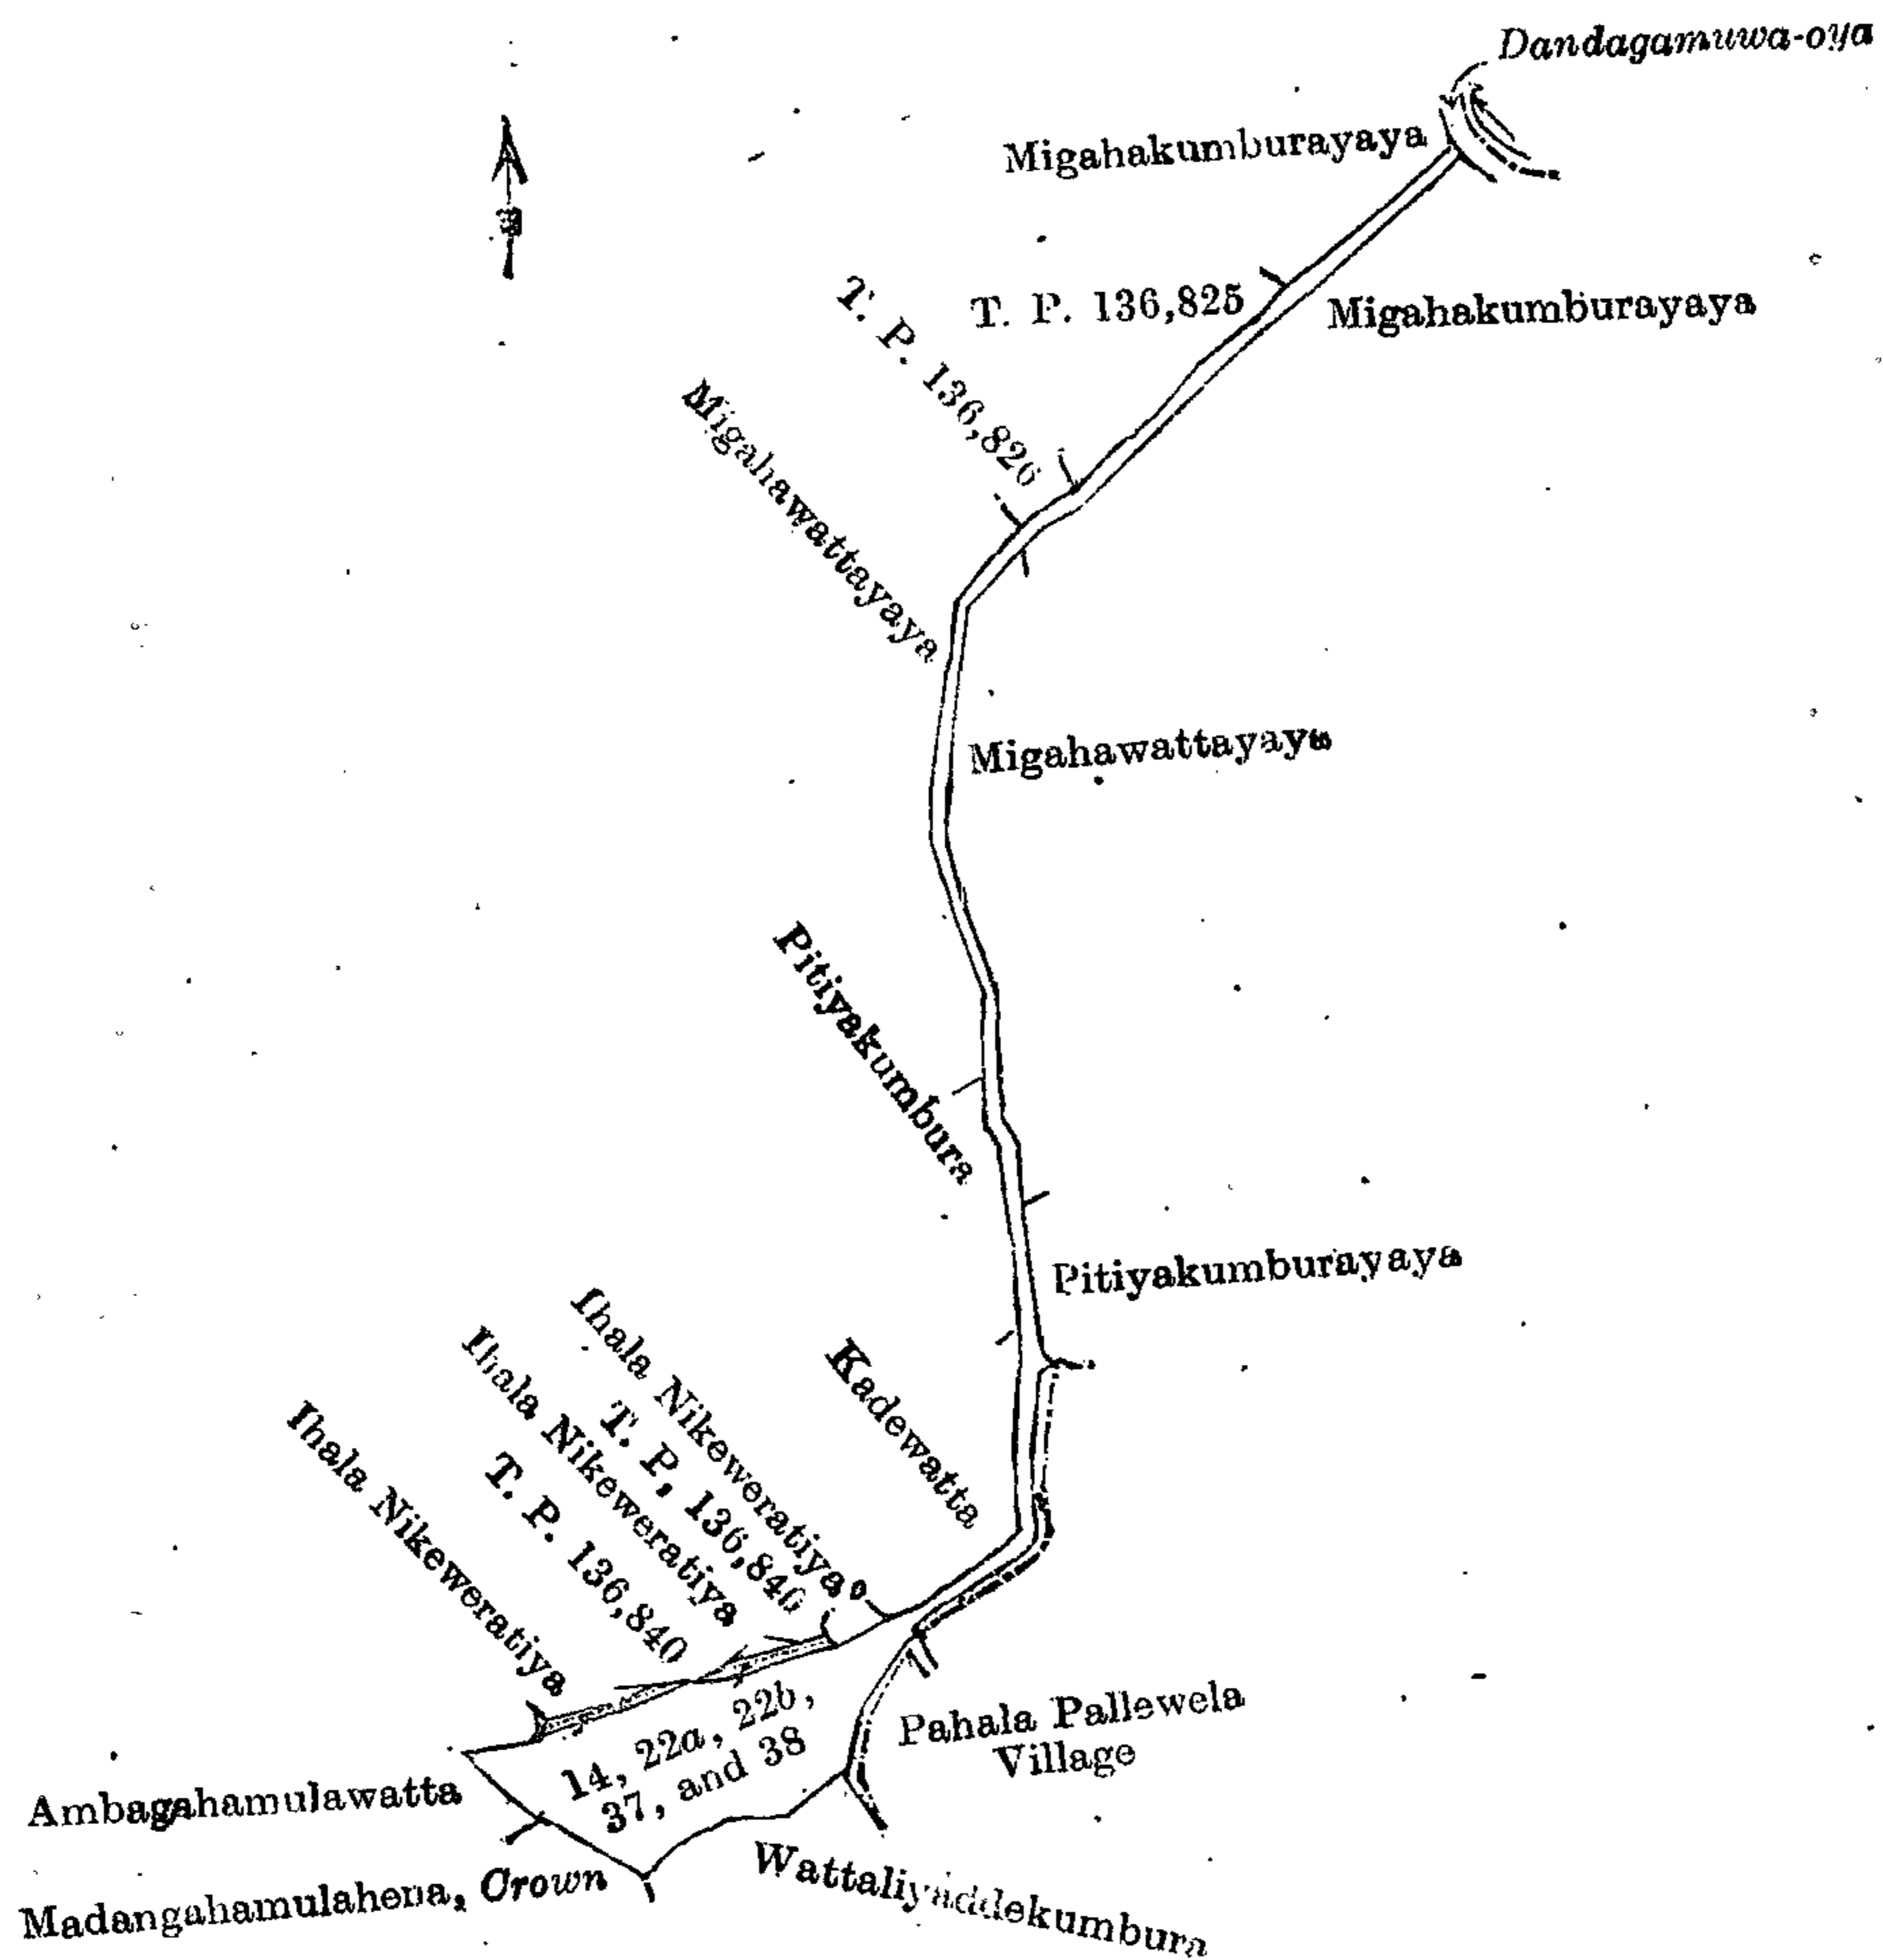 Dandagamuwa-oya
Migahakumburayaya
T. P. 136,825
Migahakumburayaya
T. P. 136,826
Migahawattayaya
Migahawattayaya
Pitiyakumbura
Pitiyakumburayaya
Kadewatta
Ihala Nikeweratiya
T. P. 136,846
Ihala Nikeweratiya
T. P. 136,840
Ihala Nikeweratiya
14, 22a, 22b,
37, and 38
Pahala Pallewela
Village
Ambagahamulawatta
Madangahamulahena, Crown
Wattaliyaddekumbura